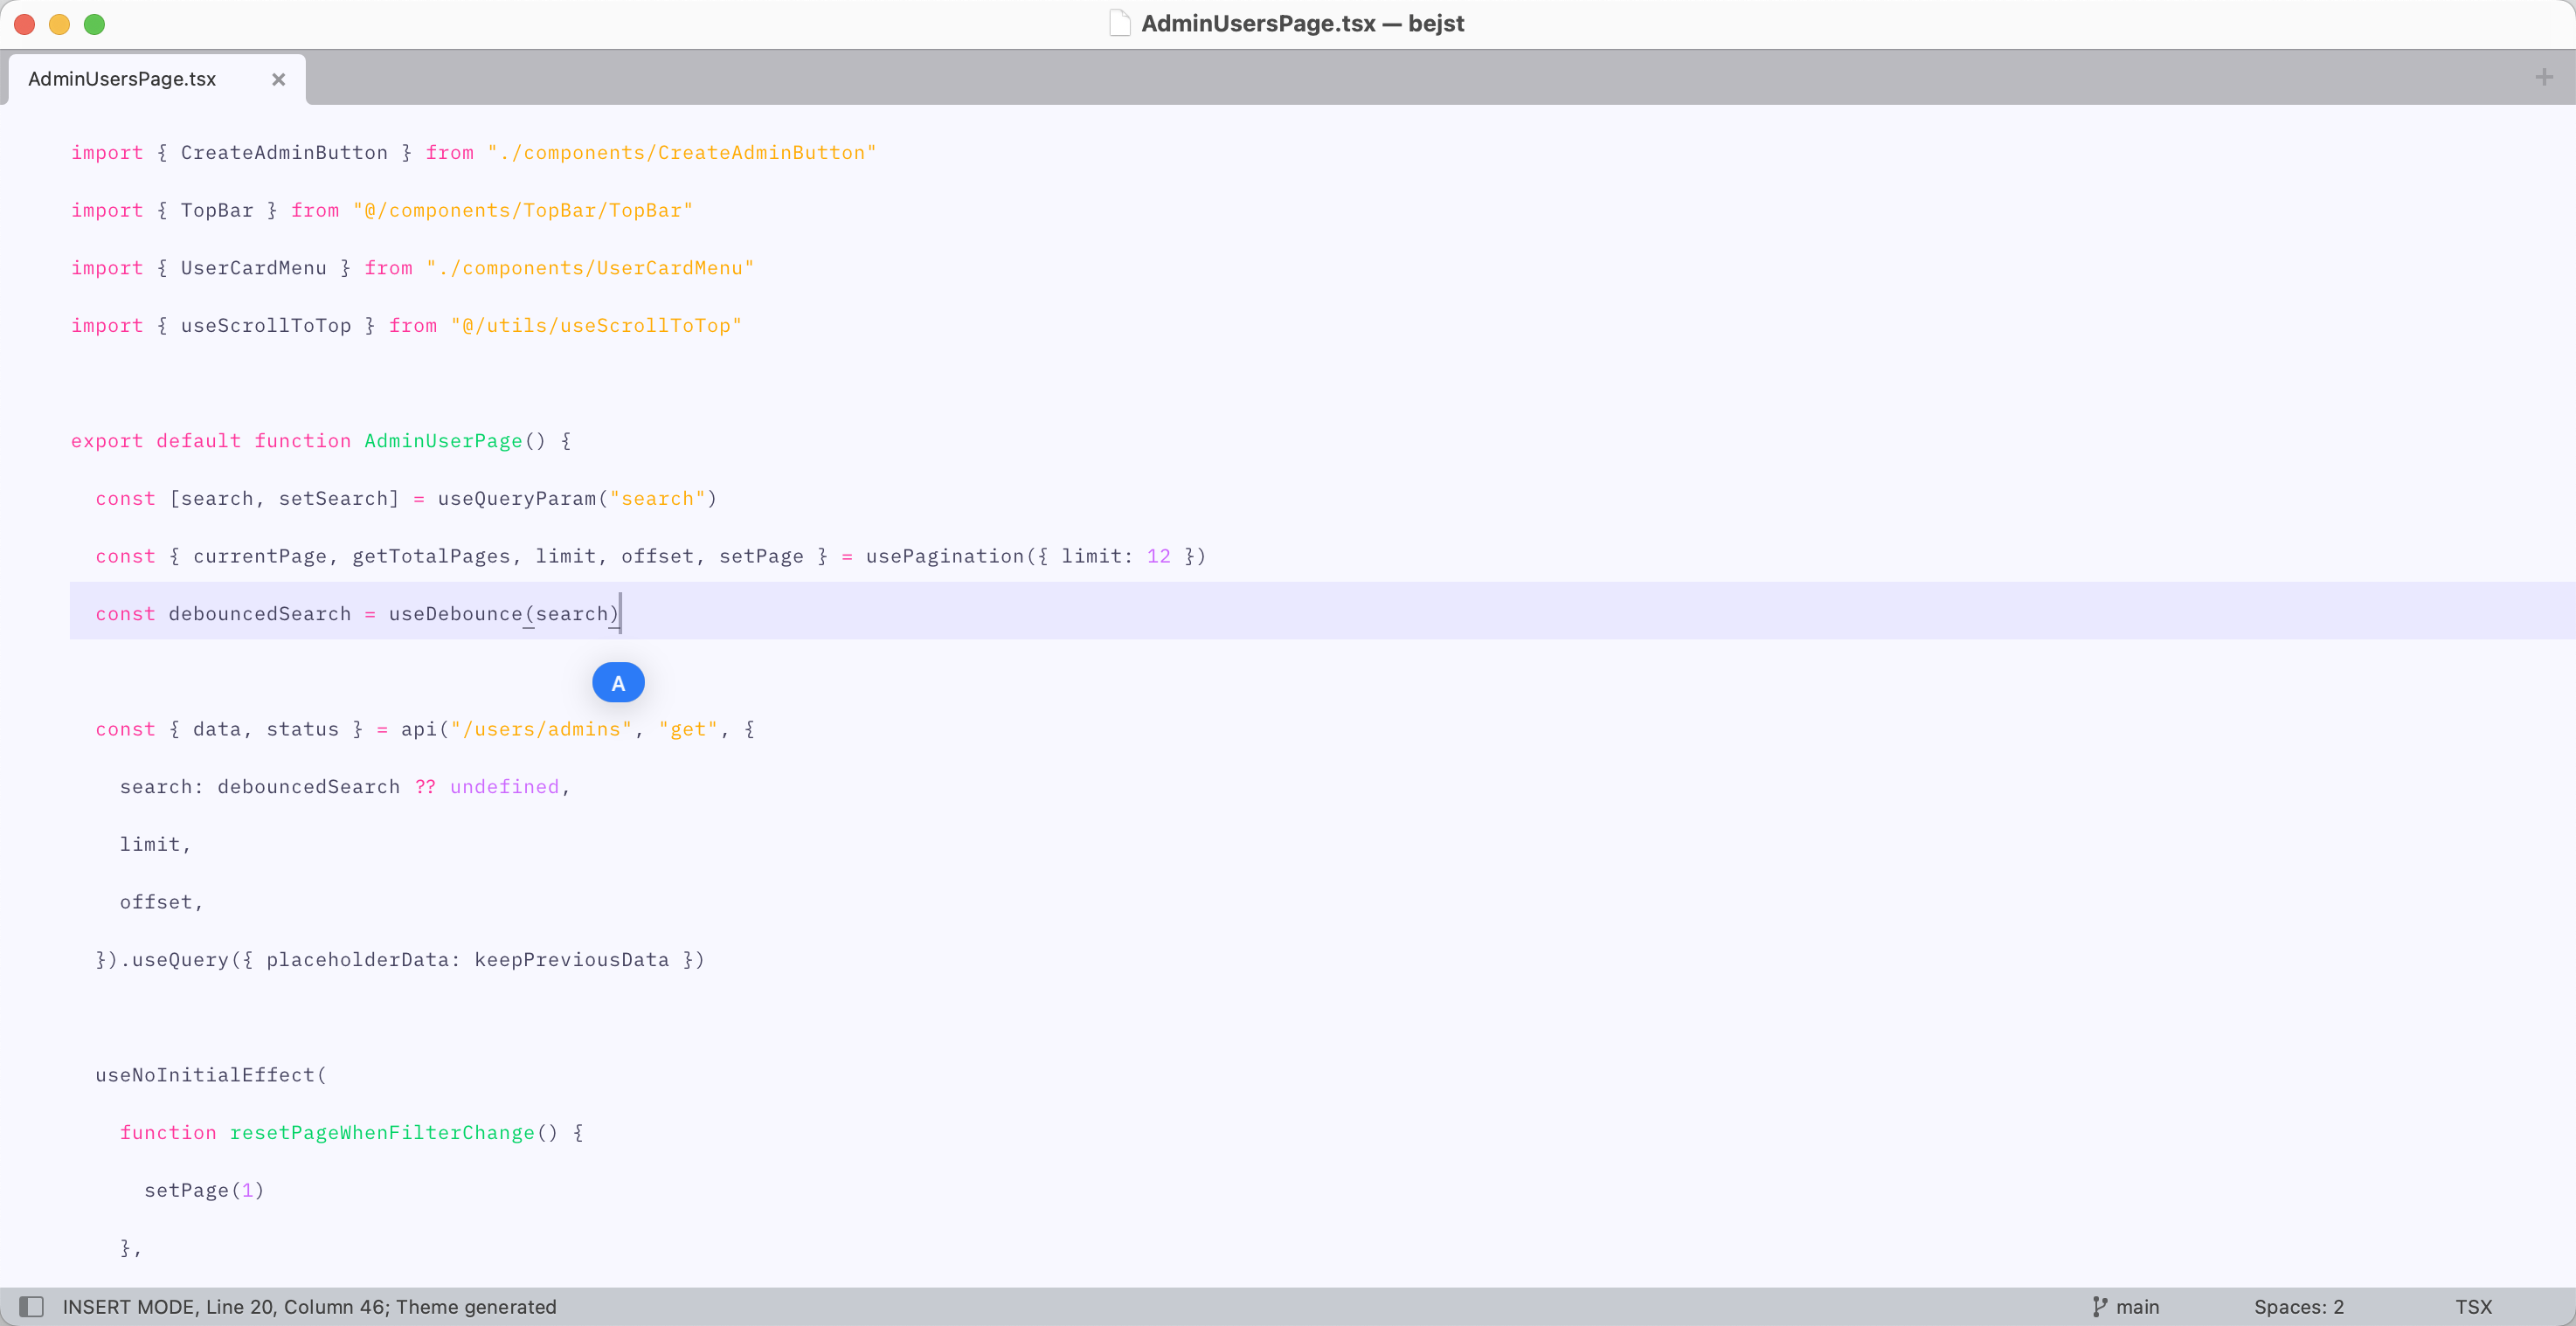 AdminUsersPage.tsx — bejst
AdminUsersPage.tsx
import { CreateAdminButton } from "./components/CreateAdminButton"
import { TopBar } from "@/components/TopBar/TopBar"
import { UserCardMenu } from "./components/UserCardMenu"
import { useScrollToTop } from "@/utils/useScrollToTop"
export default function AdminUserPage() {
const [search, setSearch] = useQueryParam("search")
const { currentPage, getTotalPages, limit, offset, setPage } = usePagination({ limit: 12 })
const debouncedSearch = useDebounce(search)
A
const { data, status } = api("/users/admins", "get", {
search: debouncedSearch ?? undefined,
limit,
offset,
}).useQuery({ placeholderData: keepPreviousData })
useNoInitialEffect(
function resetPageWhenFilterChange() {
setPage(1)
},
INSERT MODE, Line 20, Column 46; Theme generated
main
Spaces: 2
TSX